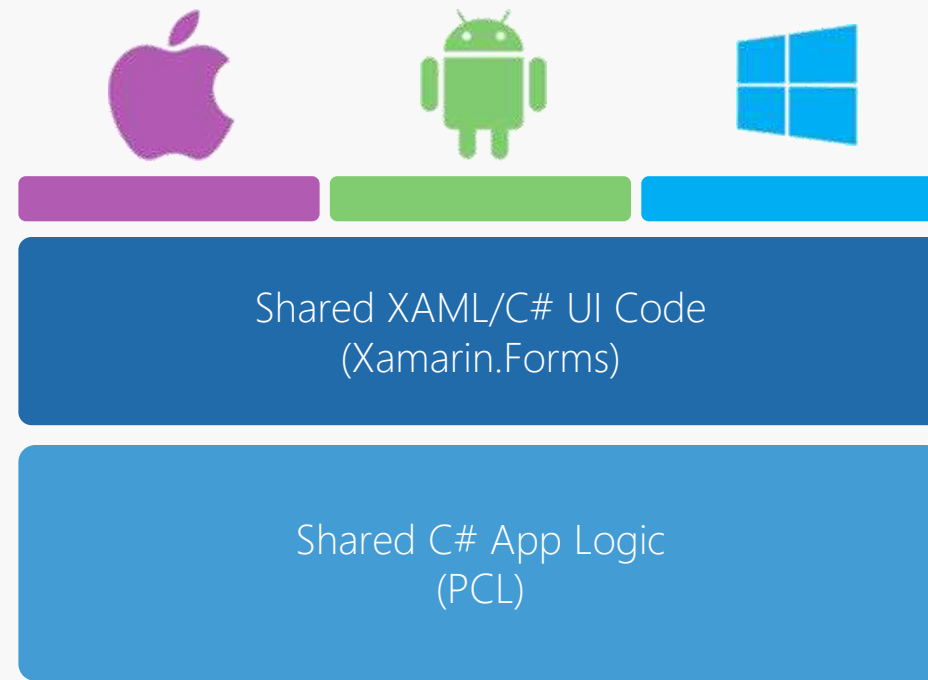 Shared XAML/C# UI Code
(Xamarin.Forms)
Shared C# App Logic
(PCL)